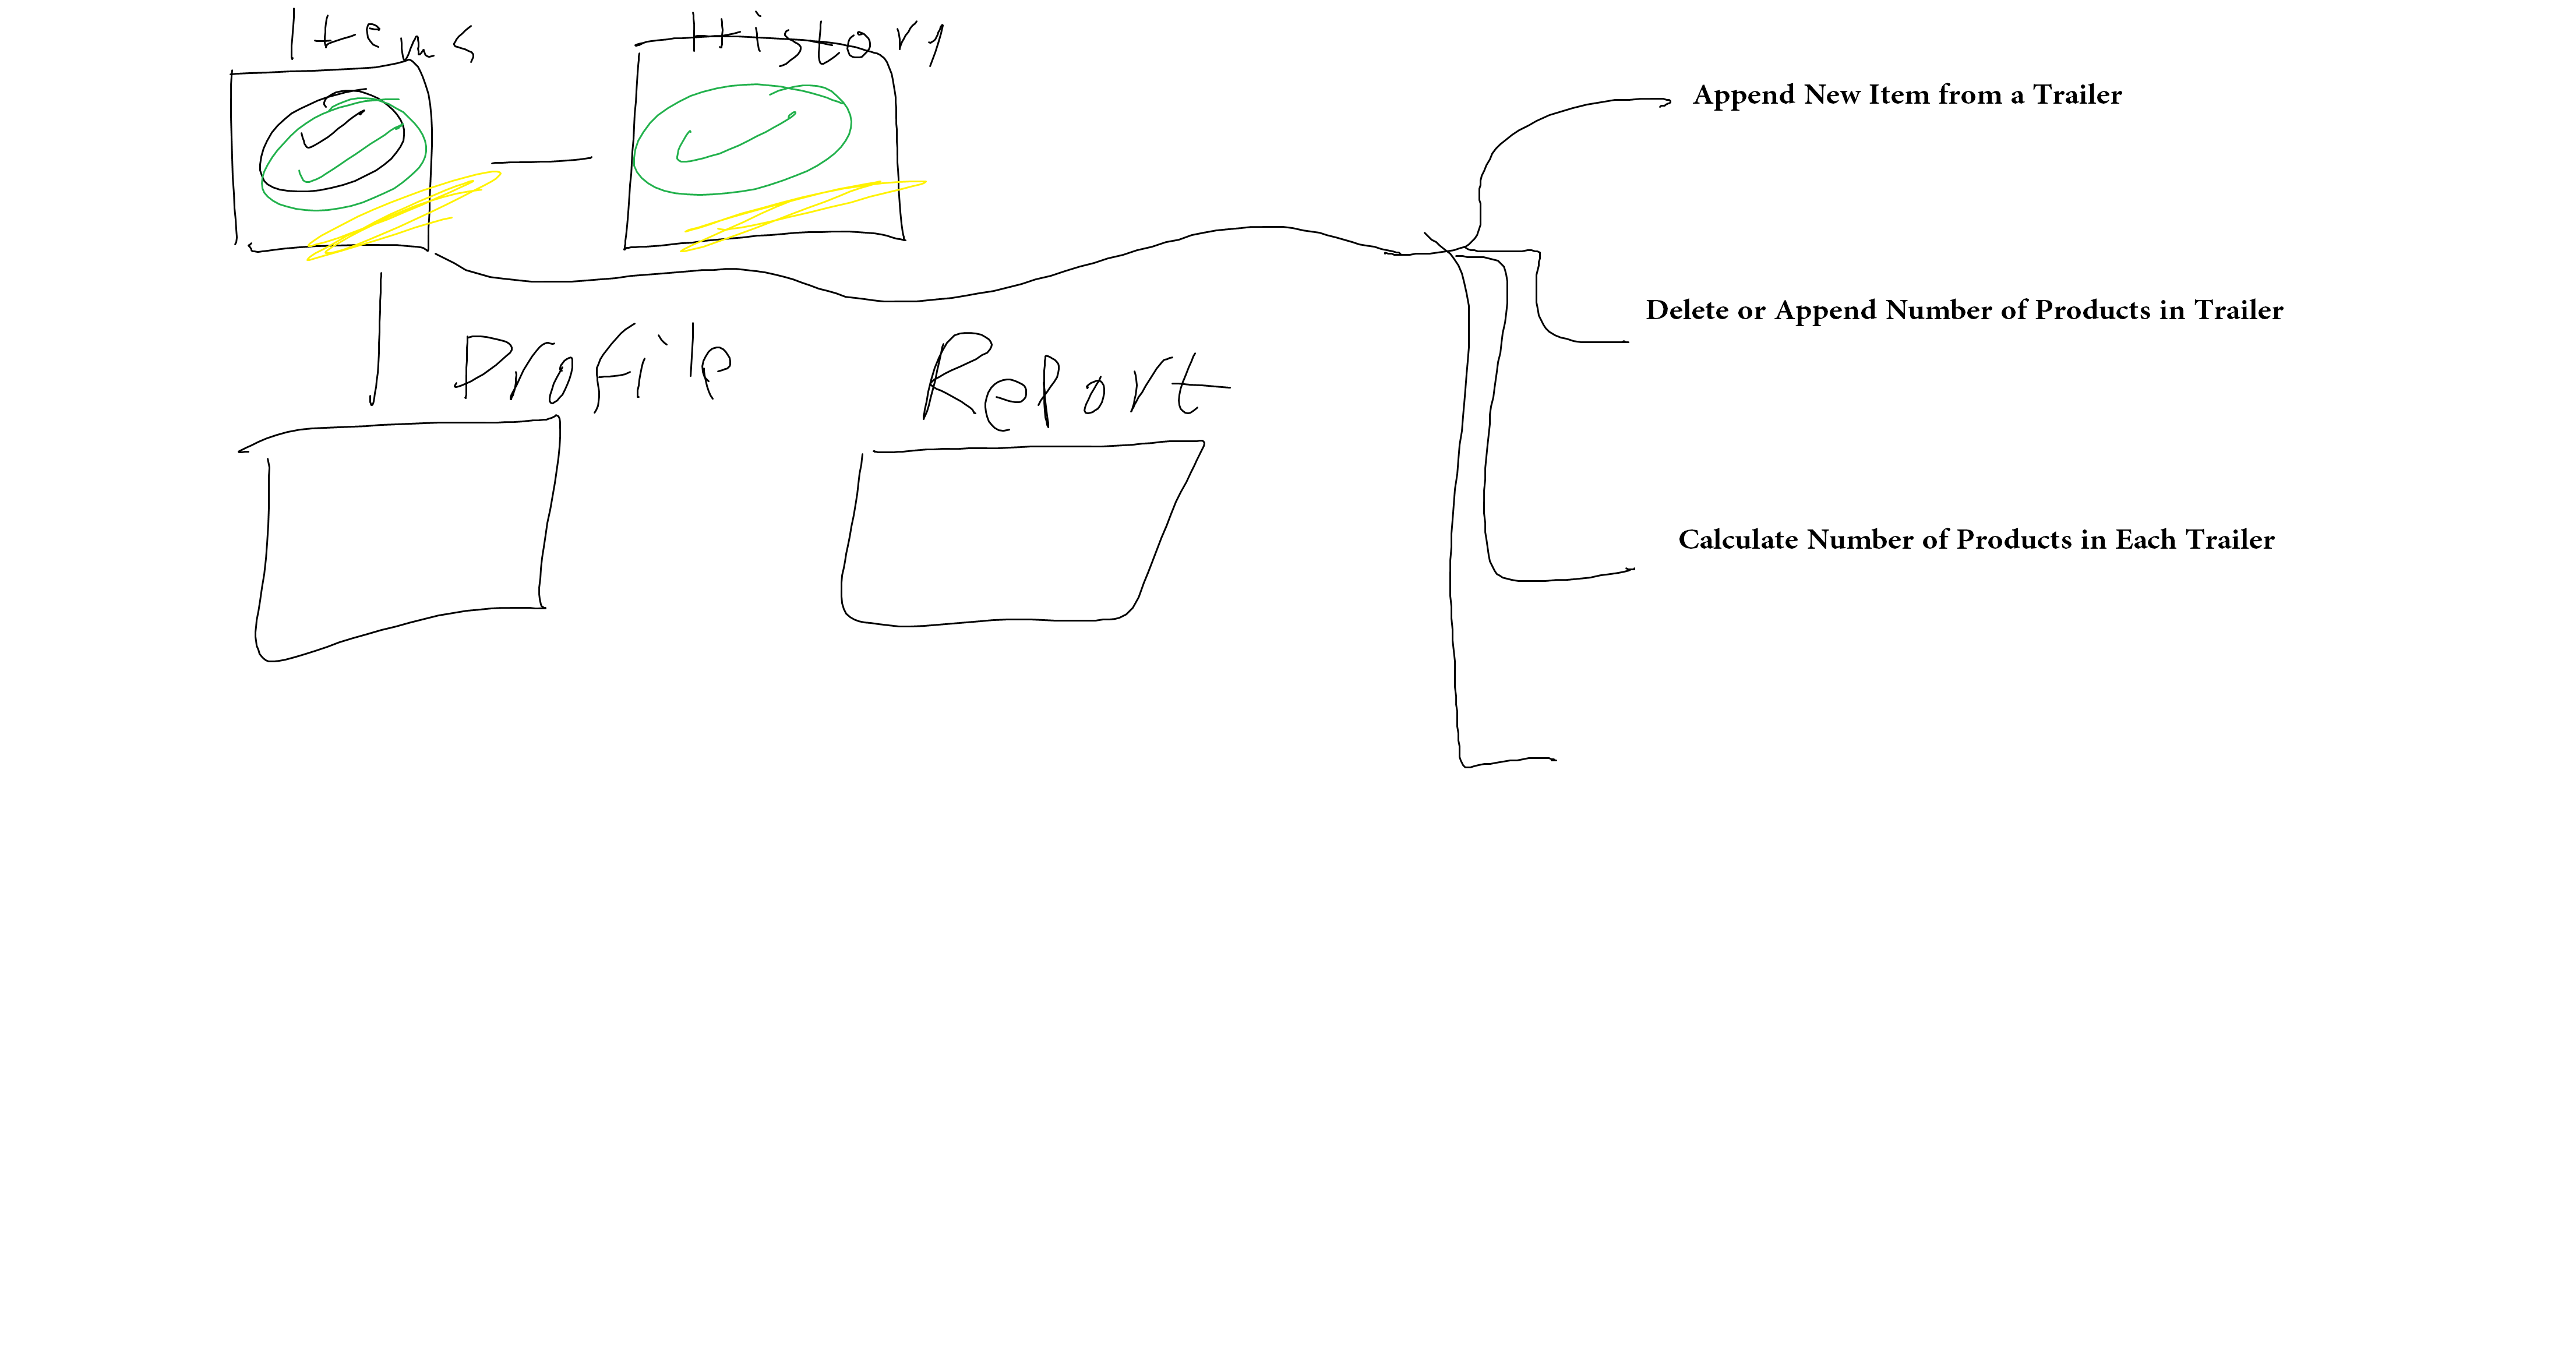 Items
History
Append New Item from a Trailer
Delete or Append Number of Products in Trailer
Profile
Report
Calculate Number of Products in Each Trailer